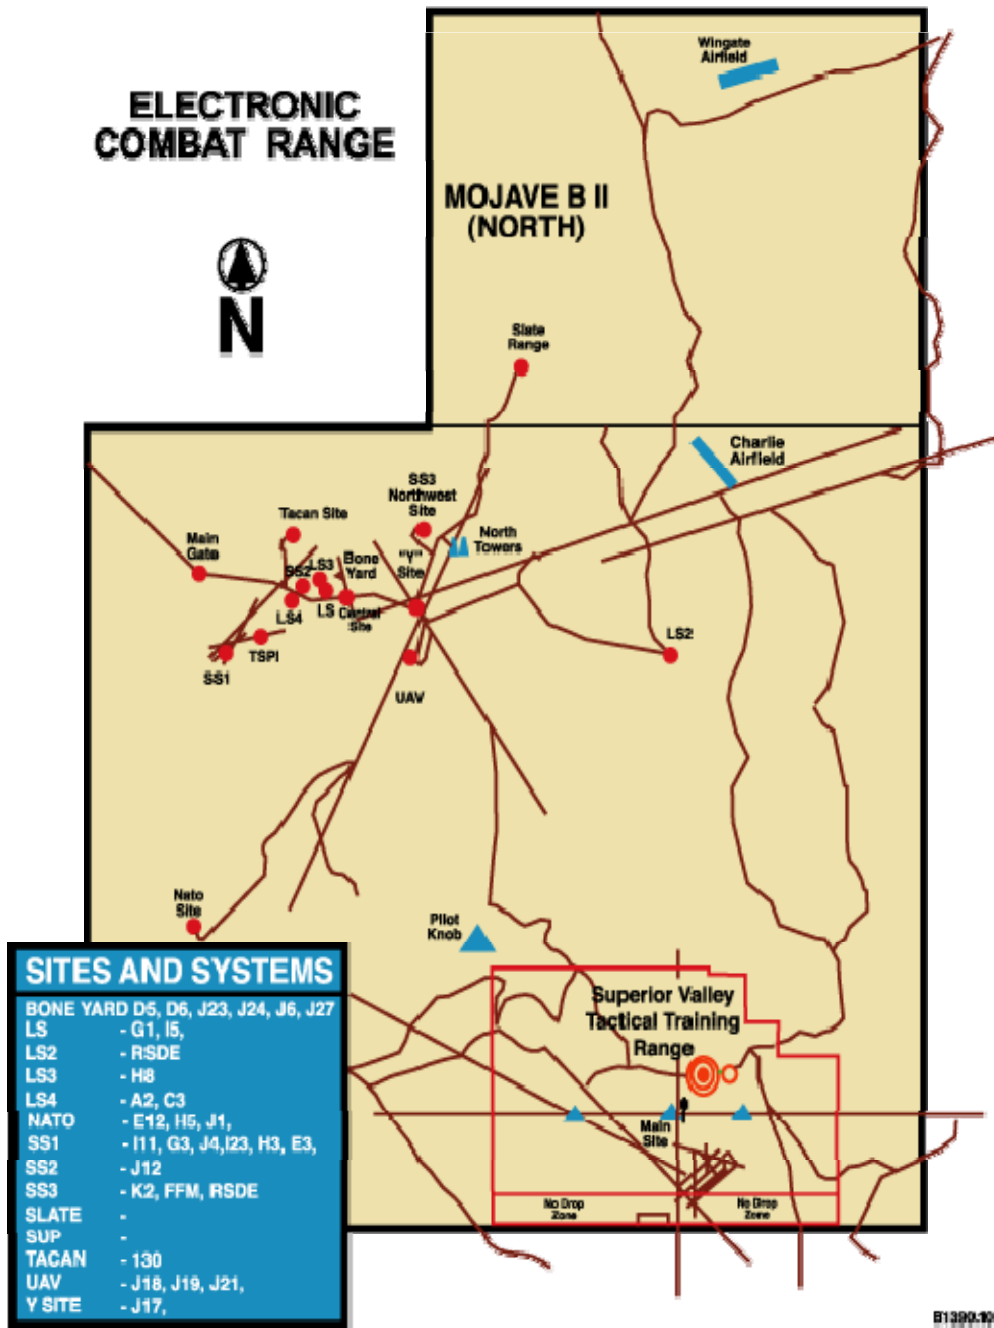 ELECTRONIC
COMBAT RANGE
N
Wingate
Airfield
MOJAVE B II
(NORTH)
Slate
Range
Charlie
Airfield
SS3
Northwest
Site
Tacan Site
North
Towers
Main
Gate
"Y"
Site
Bone
Yard
LS3
SS2
LS4
LS
Central
Site
TSPI
SS1
LS2
UAV
Nato
Site
Pilot
Knob
Superior Valley
Tactical Training
Range
Main
Site
No Drop
Zone
No Drop
Zone
SITES AND SYSTEMS
BONE YARD D5, D6, J23, J24, J6, J27
LS - G1, I5,
LS2 - RSDE
LS3 - H8
LS4 - A2, C3
NATO - E12, H5, J1,
SS1 - I11, G3, J4,I23, H3, E3,
SS2 - J12
SS3 - K2, FFM, RSDE
SLATE -
SUP -
TACAN - 130
UAV - J18, J19, J21,
Y SITE - J17,